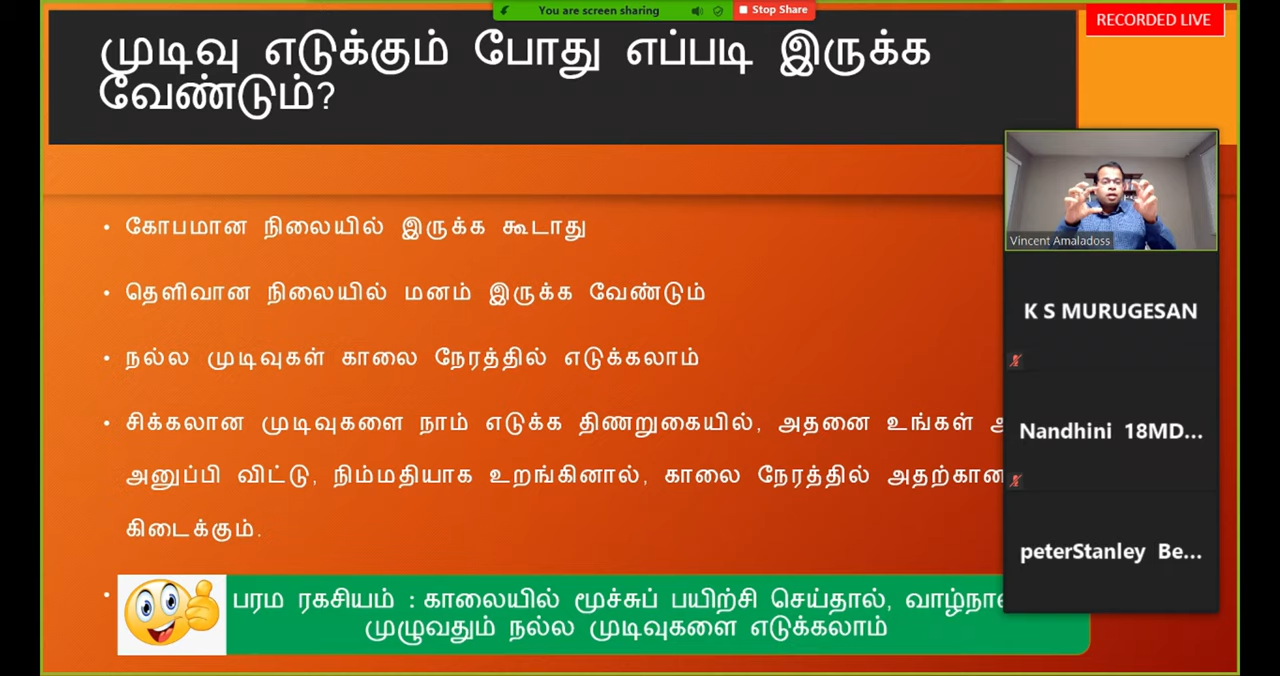 You are screen sharing
Stop Share
RECORDED LIVE
முடிவு எடுக்கும் போது எப்படி இருக்க
வேண்டும்?
• கோபமான நிலையில் இருக்க கூடாது
• தெளிவான நிலையில் மனம் இருக்க வேண்டும்
• நல்ல முடிவுகள் காலை நேரத்தில் எடுக்கலாம்
• சிக்கலான முடிவுகளை நாம் எடுக்க திணறுகையில், அதனை உங்கள்
அனுப்பி விட்டு, நிம்மதியாக உறங்கினால், காலை நேரத்தில்
கிடைக்கும்.
பரம ரகசியம் : காலையில் மூச்சுப் பயிற்சி செய்தால்,
முழுவதும் நல்ல முடிவுகளை எடுக்கலாம்
Vincent Amaladoss
K S MURUGESAN
Nandhini 18MD...
peterStanley Be...